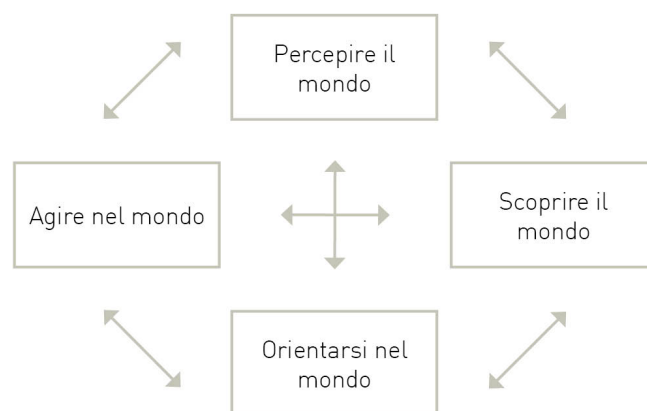 Percepire il
mondo
Agire nel mondo
Scoprire il
mondo
Orientarsi nel
mondo